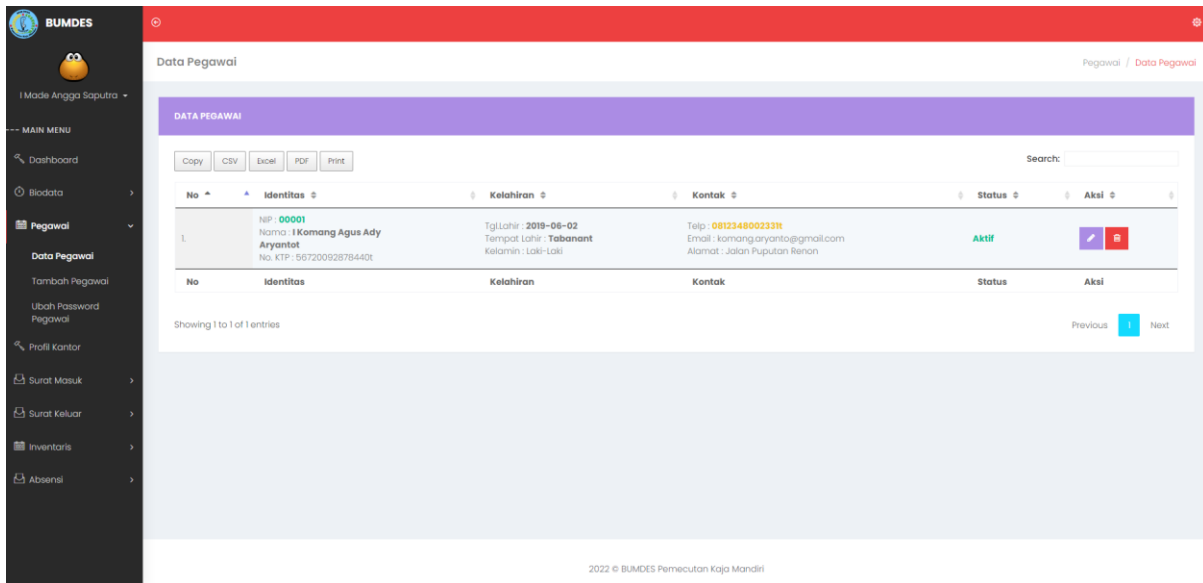 BUMDES
I Made Angga Saputra
--- MAIN MENU
Dashboard
Biodata
Pegawai
Data Pegawai
Tambah Pegawai
Ubah Password
Pegawai
Profil Kantor
Surat Masuk
Surat Keluar
Inventaris
Absensi
Data Pegawai
Pegawai / Data Pegawai
DATA PEGAWAI
Copy CSV Excel PDF Print
Search:
No Identitas Kelahiran Kontak Status Aksi
1.
NIP : 00001
Nama : I Komang Agus Ady
Aryantot
No. KTP : 56720092878440t
Tgl.Lahir : 2019-06-02
Tempat Lahir : Tabanant
Kelamin : Laki-Laki
Telp : 0812348002331t
Email : komang.aryanto@gmail.com
Alamat : Jalan Puputan Renon
Aktif
No Identitas Kelahiran Kontak Status Aksi
Showing 1 to 1 of 1 entries
Previous 1 Next
2022 © BUMDES Pemecutan Kaja Mandiri